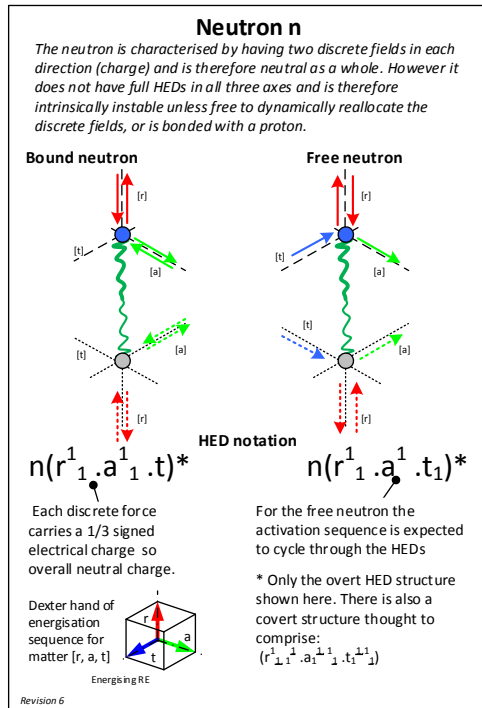 Neutron n
The neutron is characterised by having two discrete fields in each
direction (charge) and is therefore neutral as a whole. However it
does not have full HEDs in all three axes and is therefore
intrinsically instable unless free to dynamically reallocate the
discrete fields, or is bonded with a proton.
Bound neutron
Free neutron
[r]
[r]
[t]
[a]
[t]
[a]
[t]
[a]
[t]
[a]
[r]
[r]
HED notation
n(r¹₁ .a¹₁ .t)*
n(r¹₁ .a¹ .t₁)*
Each discrete force
carries a 1/3 signed
electrical charge so
overall neutral charge.
For the free neutron the
activation sequence is expected
to cycle through the HEDs
* Only the overt HED structure
shown here. There is also a
covert structure thought to
comprise:
Dexter hand of
energisation
sequence for
matter [r, a, t]
r
a
t
Energising RE
Revision 6